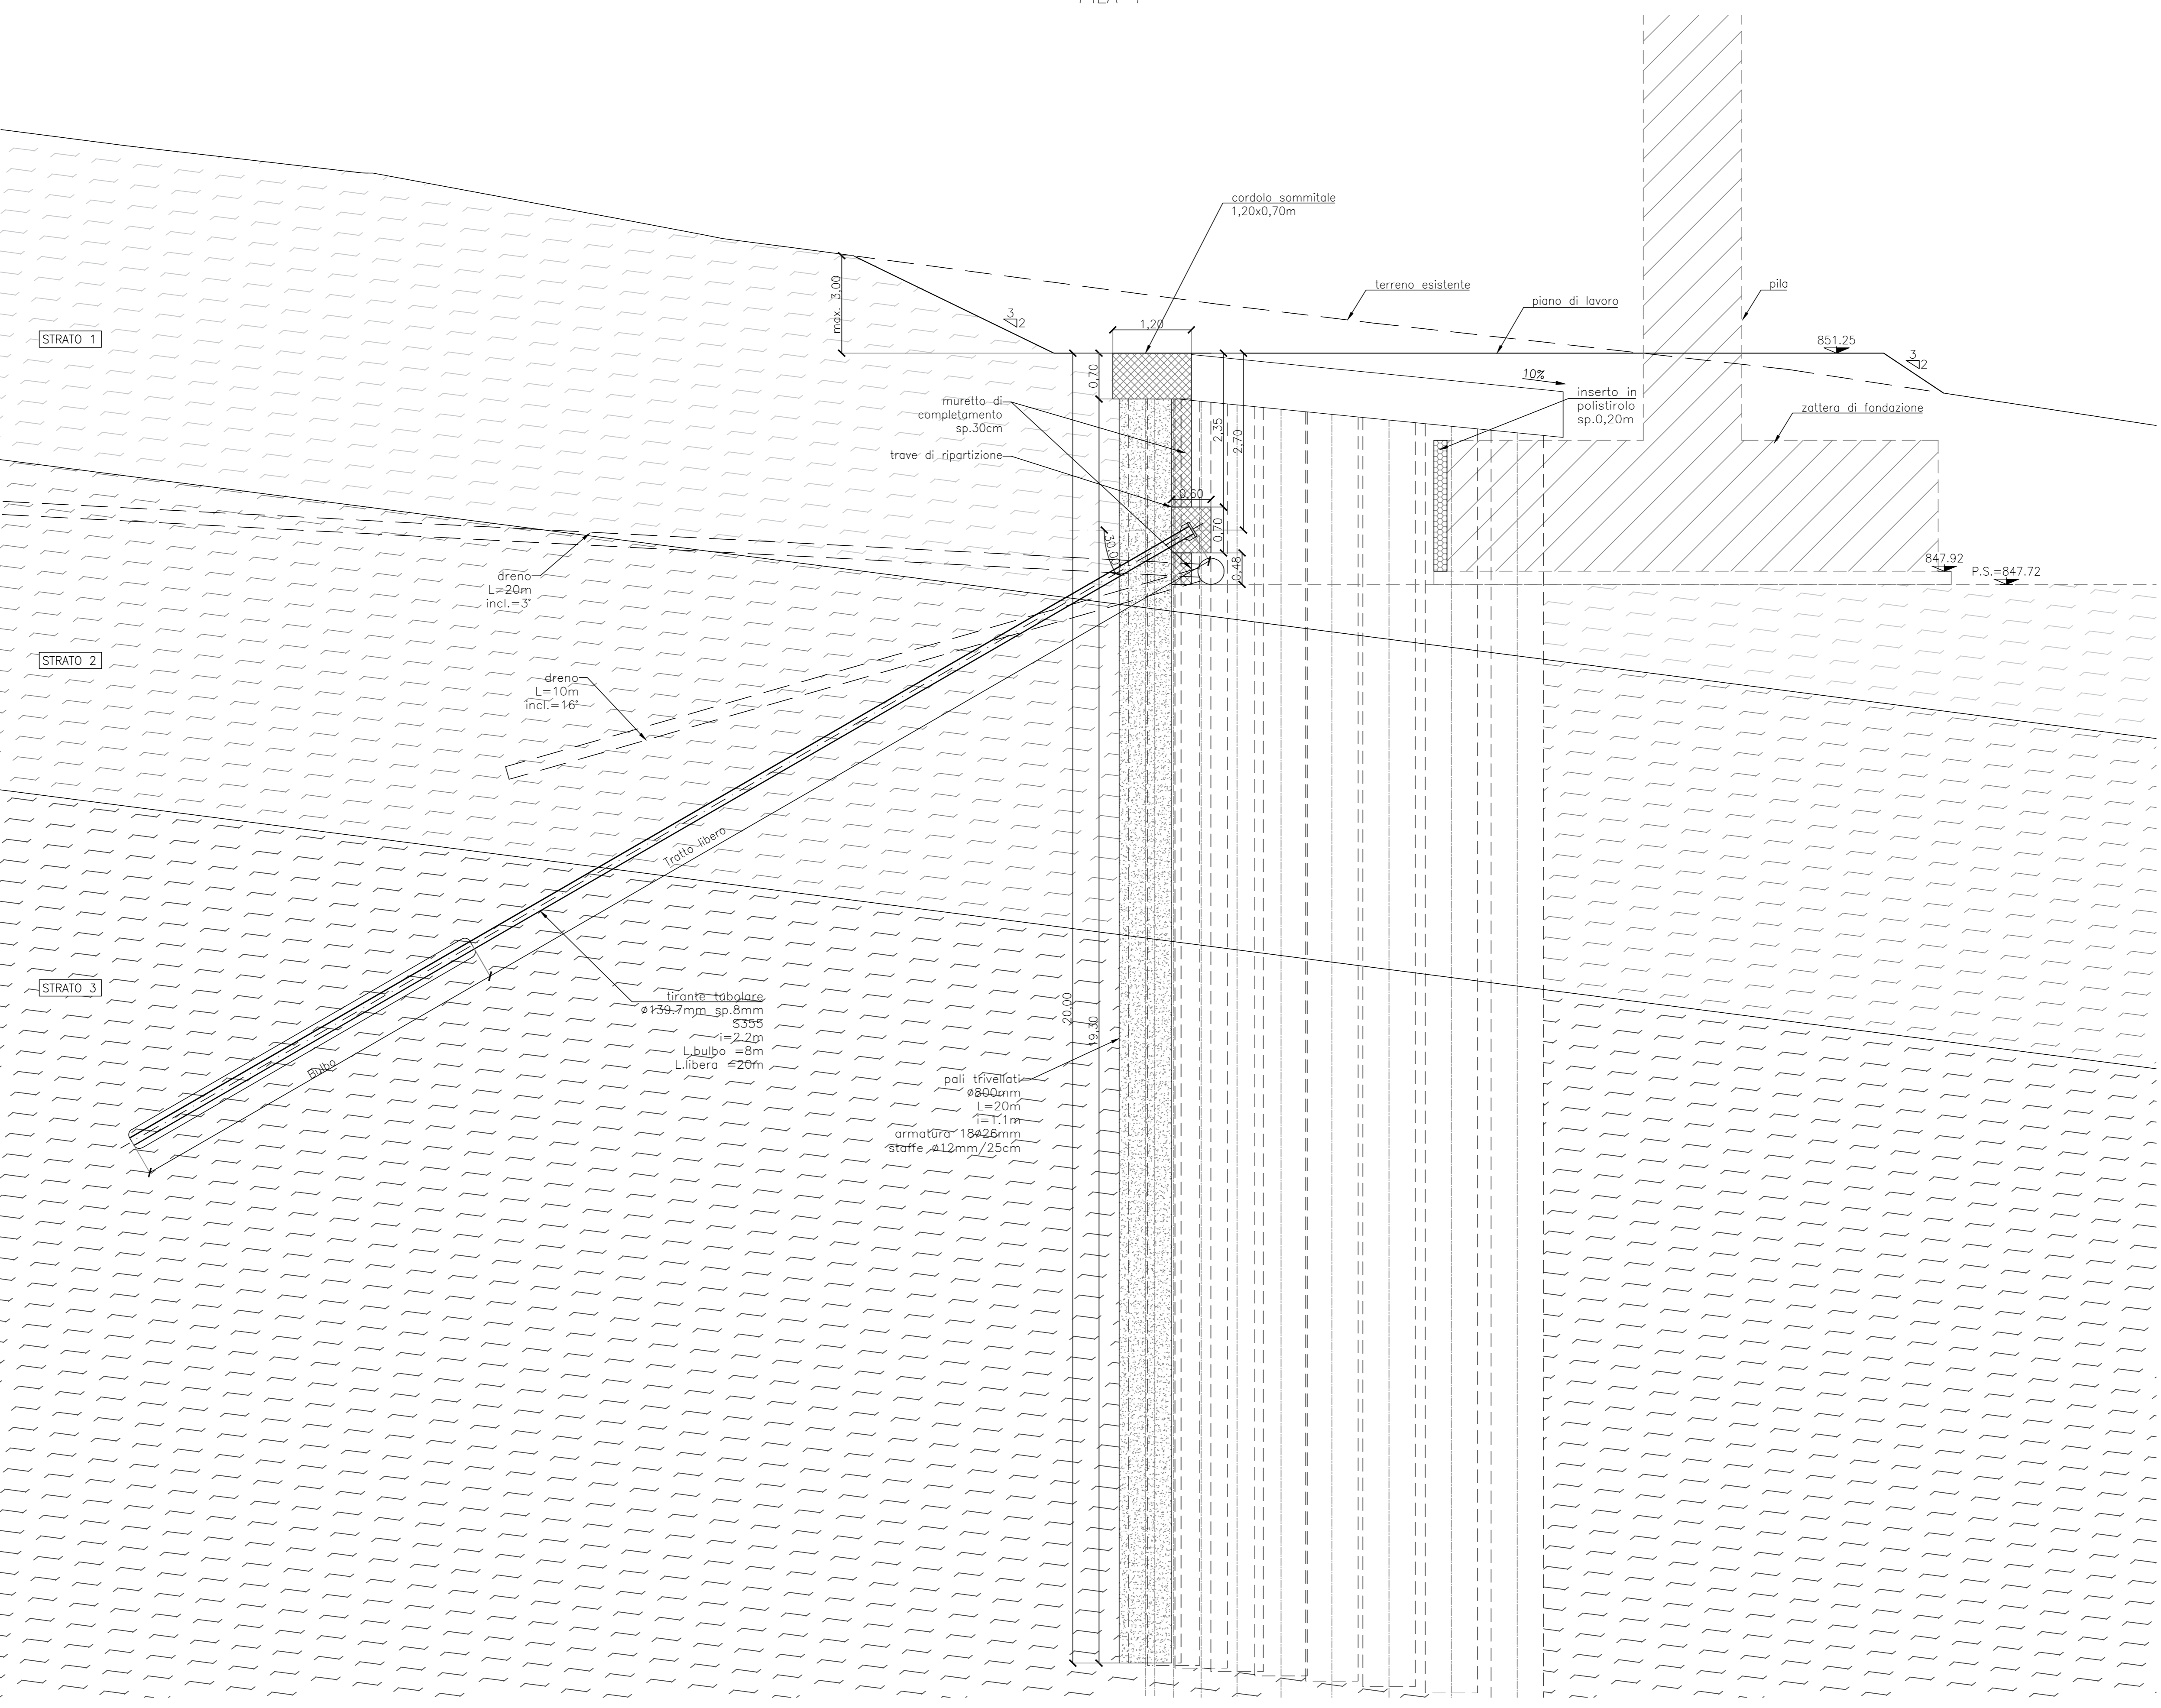 cordolo sommitale
1,20x0,70m
terreno esistente
piano di lavoro
pila
max. 3,00
3
2
1,20
851.25
3
2
STRATO 1
0,70
10%
inserto in
polistirolo
sp.0,20m
zattera di fondazione
muretto di
completamento
sp.30cm
2,35
2,70
trave di ripartizione
0,60
0,70
30,00°
0,48
847.92
P.S.=847.72
dreno
L=20m
incl.=3°
STRATO 2
dreno
L=10m
incl.=16°
Tratto libero
STRATO 3
tirante tubolare
ø139.7mm sp.8mm
S355
i=2.2m
L.bulbo =8m
L.libera =20m
20,00
19,30
Bulbo
pali trivellati
ø800mm
L=20m
i=1.1m
armatura 18ø26mm
staffe ø12mm/25cm